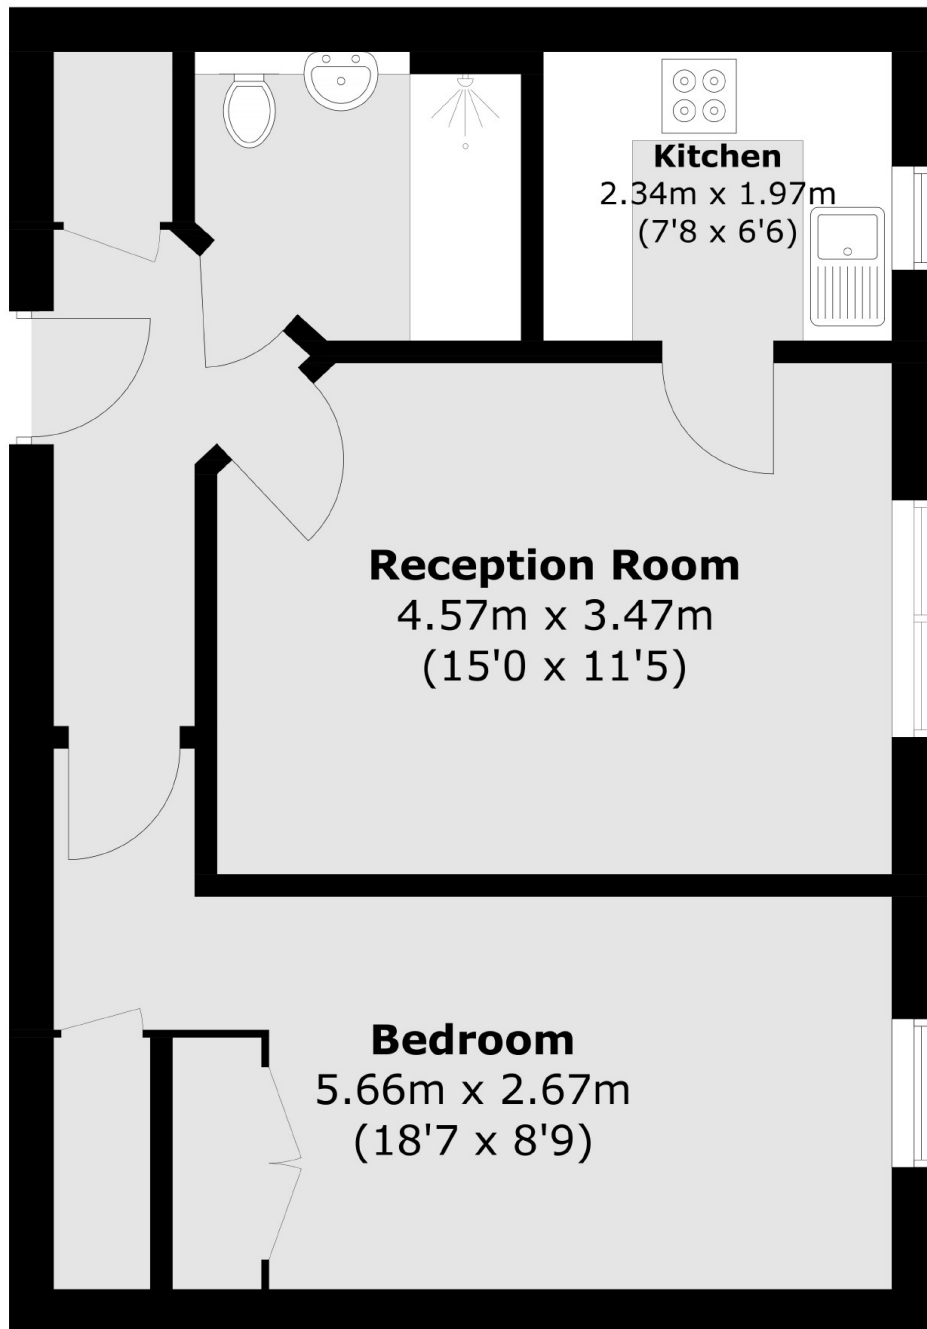 Kitchen
2.34m x 1.97m
(7'8 x 6'6)
Reception Room
4.57m x 3.47m
(15'0 x 11'5)
Bedroom
5.66m x 2.67m
(18'7 x 8'9)